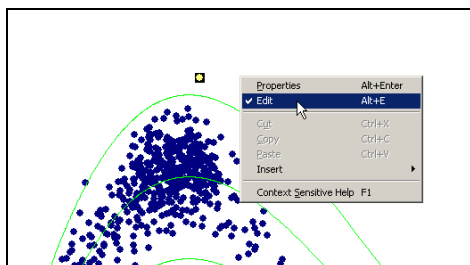 Properties Alt+Enter
Edit Alt+E
Cut Ctrl+X
Copy Ctrl+C
Paste Ctrl+V
Insert
Context Sensitive Help F1